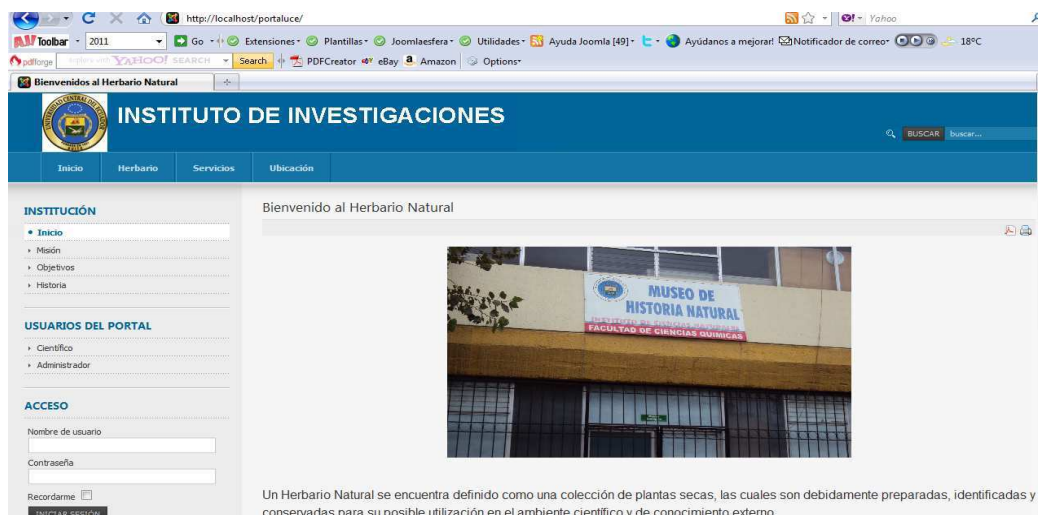 http://localhost/portaluce/
Yahoo
Toolbar 2011 Go Extensiones Plantillas Joomlaesfera Utilidades Ayuda Joomla [49] Ayúdanos a mejorar! Notificador de correo 18°C
pdfforge YAHOO! SEARCH Search PDFCreator eBay Amazon Options
Bienvenidos al Herbario Natural
INSTITUTO DE INVESTIGACIONES
BUSCAR buscar...
Inicio Herbario Servicios Ubicación
INSTITUCIÓN
Inicio
Misión
Objetivos
Historia
USUARIOS DEL PORTAL
Científico
Administrador
ACCESO
Nombre de usuario
Contraseña
Recordarme
INICIAR SESIÓN
Bienvenido al Herbario Natural
MUSEO DE
HISTORIA NATURAL
FACULTAD DE CIENCIAS QUIMICAS
Un Herbario Natural se encuentra definido como una colección de plantas secas, las cuales son debidamente preparadas, identificadas y
conservadas para su posible utilización en el ambiente científico y de conocimiento externo.